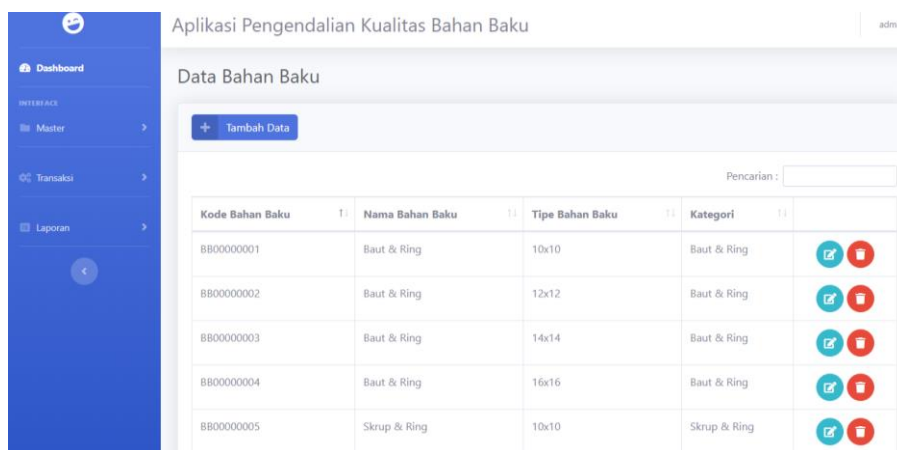 Aplikasi Pengendalian Kualitas Bahan Baku
adm
Dashboard
INTERFACE
Master
Transaksi
Laporan
Data Bahan Baku
+ Tambah Data
Pencarian :
Kode Bahan Baku Nama Bahan Baku Tipe Bahan Baku Kategori
BB00000001 Baut & Ring 10x10 Baut & Ring
BB00000002 Baut & Ring 12x12 Baut & Ring
BB00000003 Baut & Ring 14x14 Baut & Ring
BB00000004 Baut & Ring 16x16 Baut & Ring
BB00000005 Skrup & Ring 10x10 Skrup & Ring